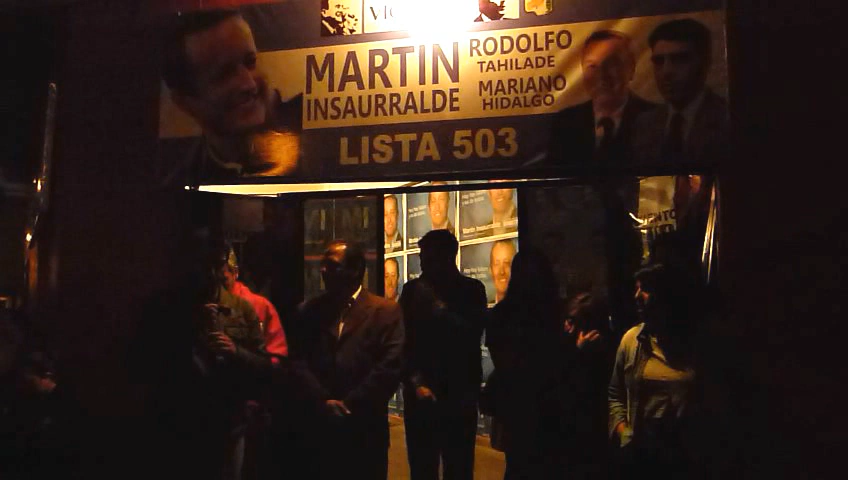 MARTIN
INSAURRALDE
RODOLFO
TAHILADE
MARIANO
HIDALGO
LISTA 503